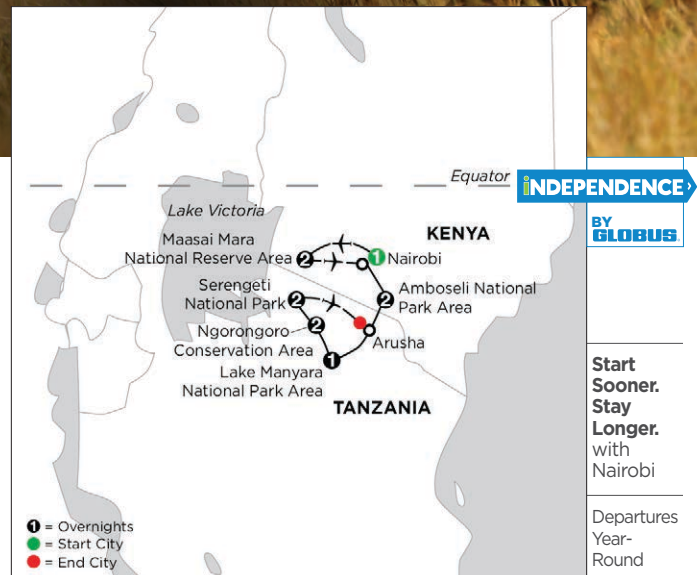 Equator
Lake Victoria
KENYA
Maasai Mara
National Reserve Area
2
1
Nairobi
Serengeti
National Park
2
2
Amboseli National
Park Area
Ngorongoro
Conservation Area
2
Arusha
Lake Manyara
National Park Area
1
TANZANIA
1 = Overnights
= Start City
= End City
iNDEPENDENCE
BY
GLOBUS.
Start
Sooner.
Stay
Longer.
with
Nairobi
Departures
Year-
Round